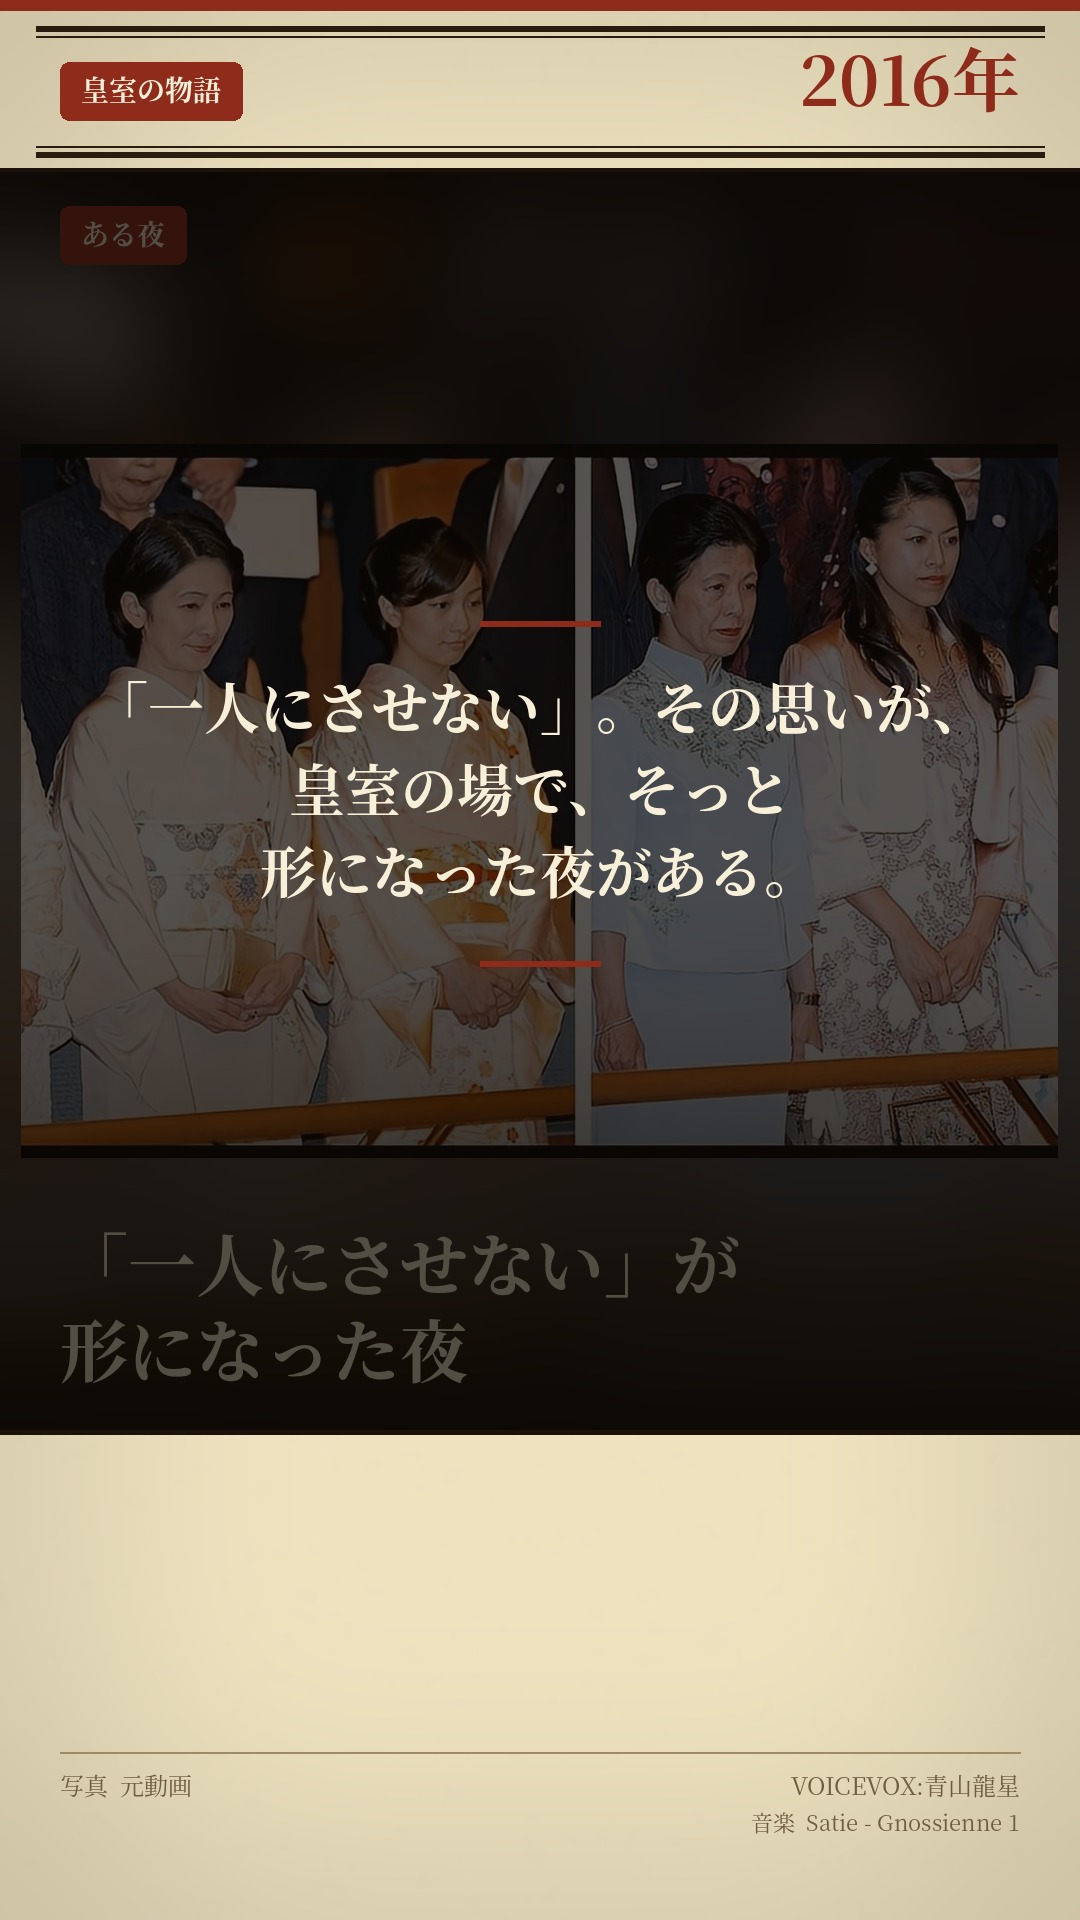 皇室の物語
2016年
ある夜
「一人にさせない」。その思いが、
皇室の場で、そっと
形になった夜がある。
「一人にさせない」が
形になった夜
写真 元動画
VOICEVOX:青山龍星
音楽 Satie - Gnossienne 1